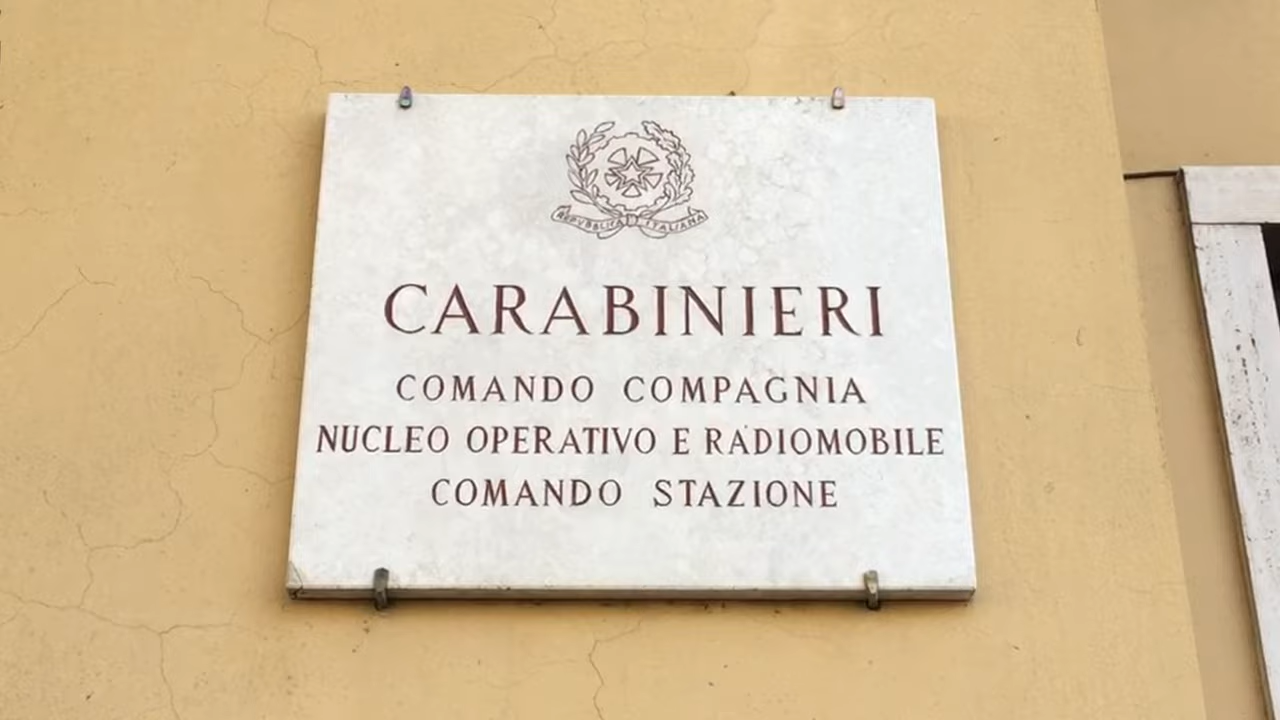 REPVBBLICA ITALIANA
CARABINIERI
COMANDO COMPAGNIA
NUCLEO OPERATIVO E RADIOMOBILE
COMANDO STAZIONE